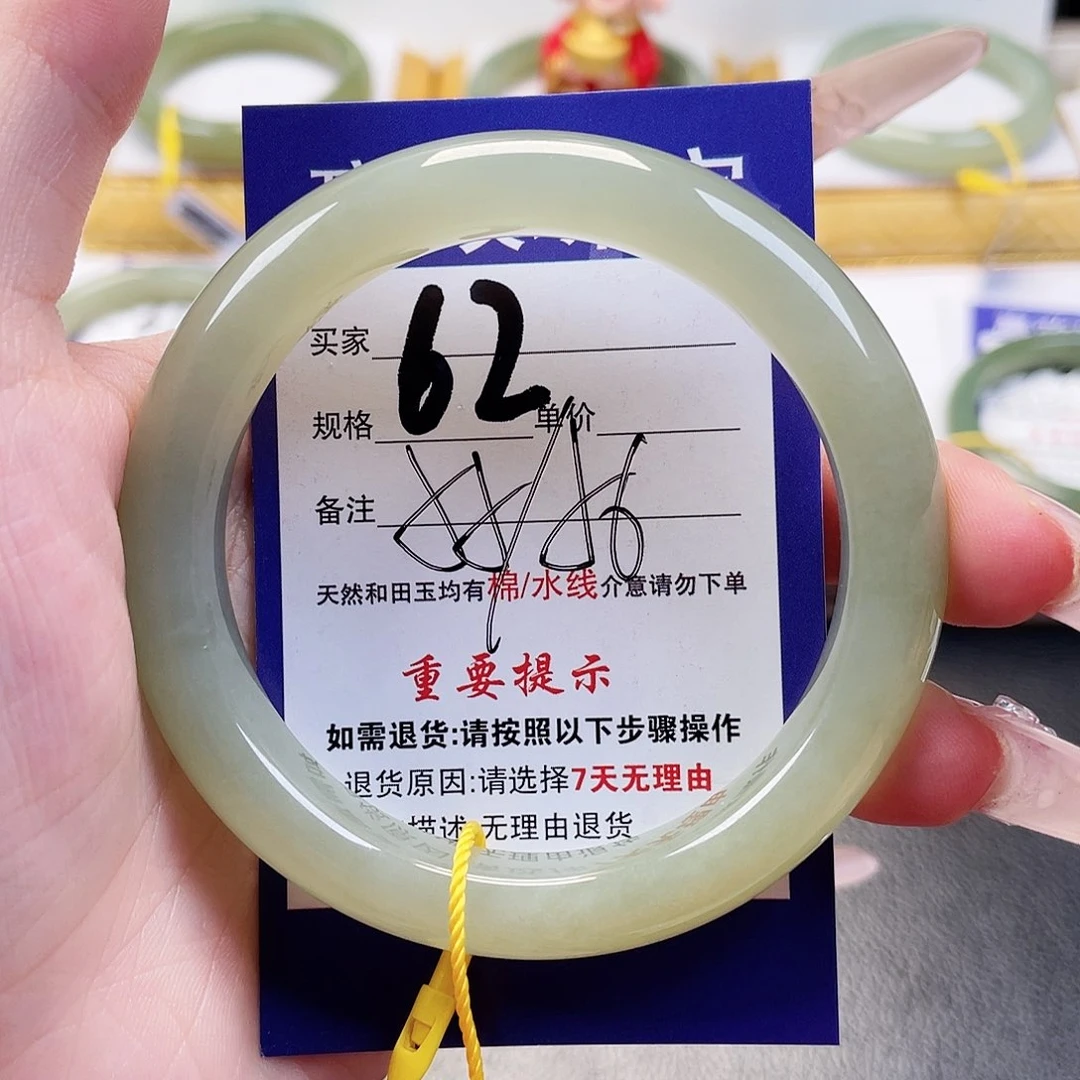 买家
62
规格 单价
备注
天然和田玉均有棉/水线介意请勿下单
重要提示
如需退货:请按照以下步骤操作
退货原因:请选择7天无理由
描述:无理由退货